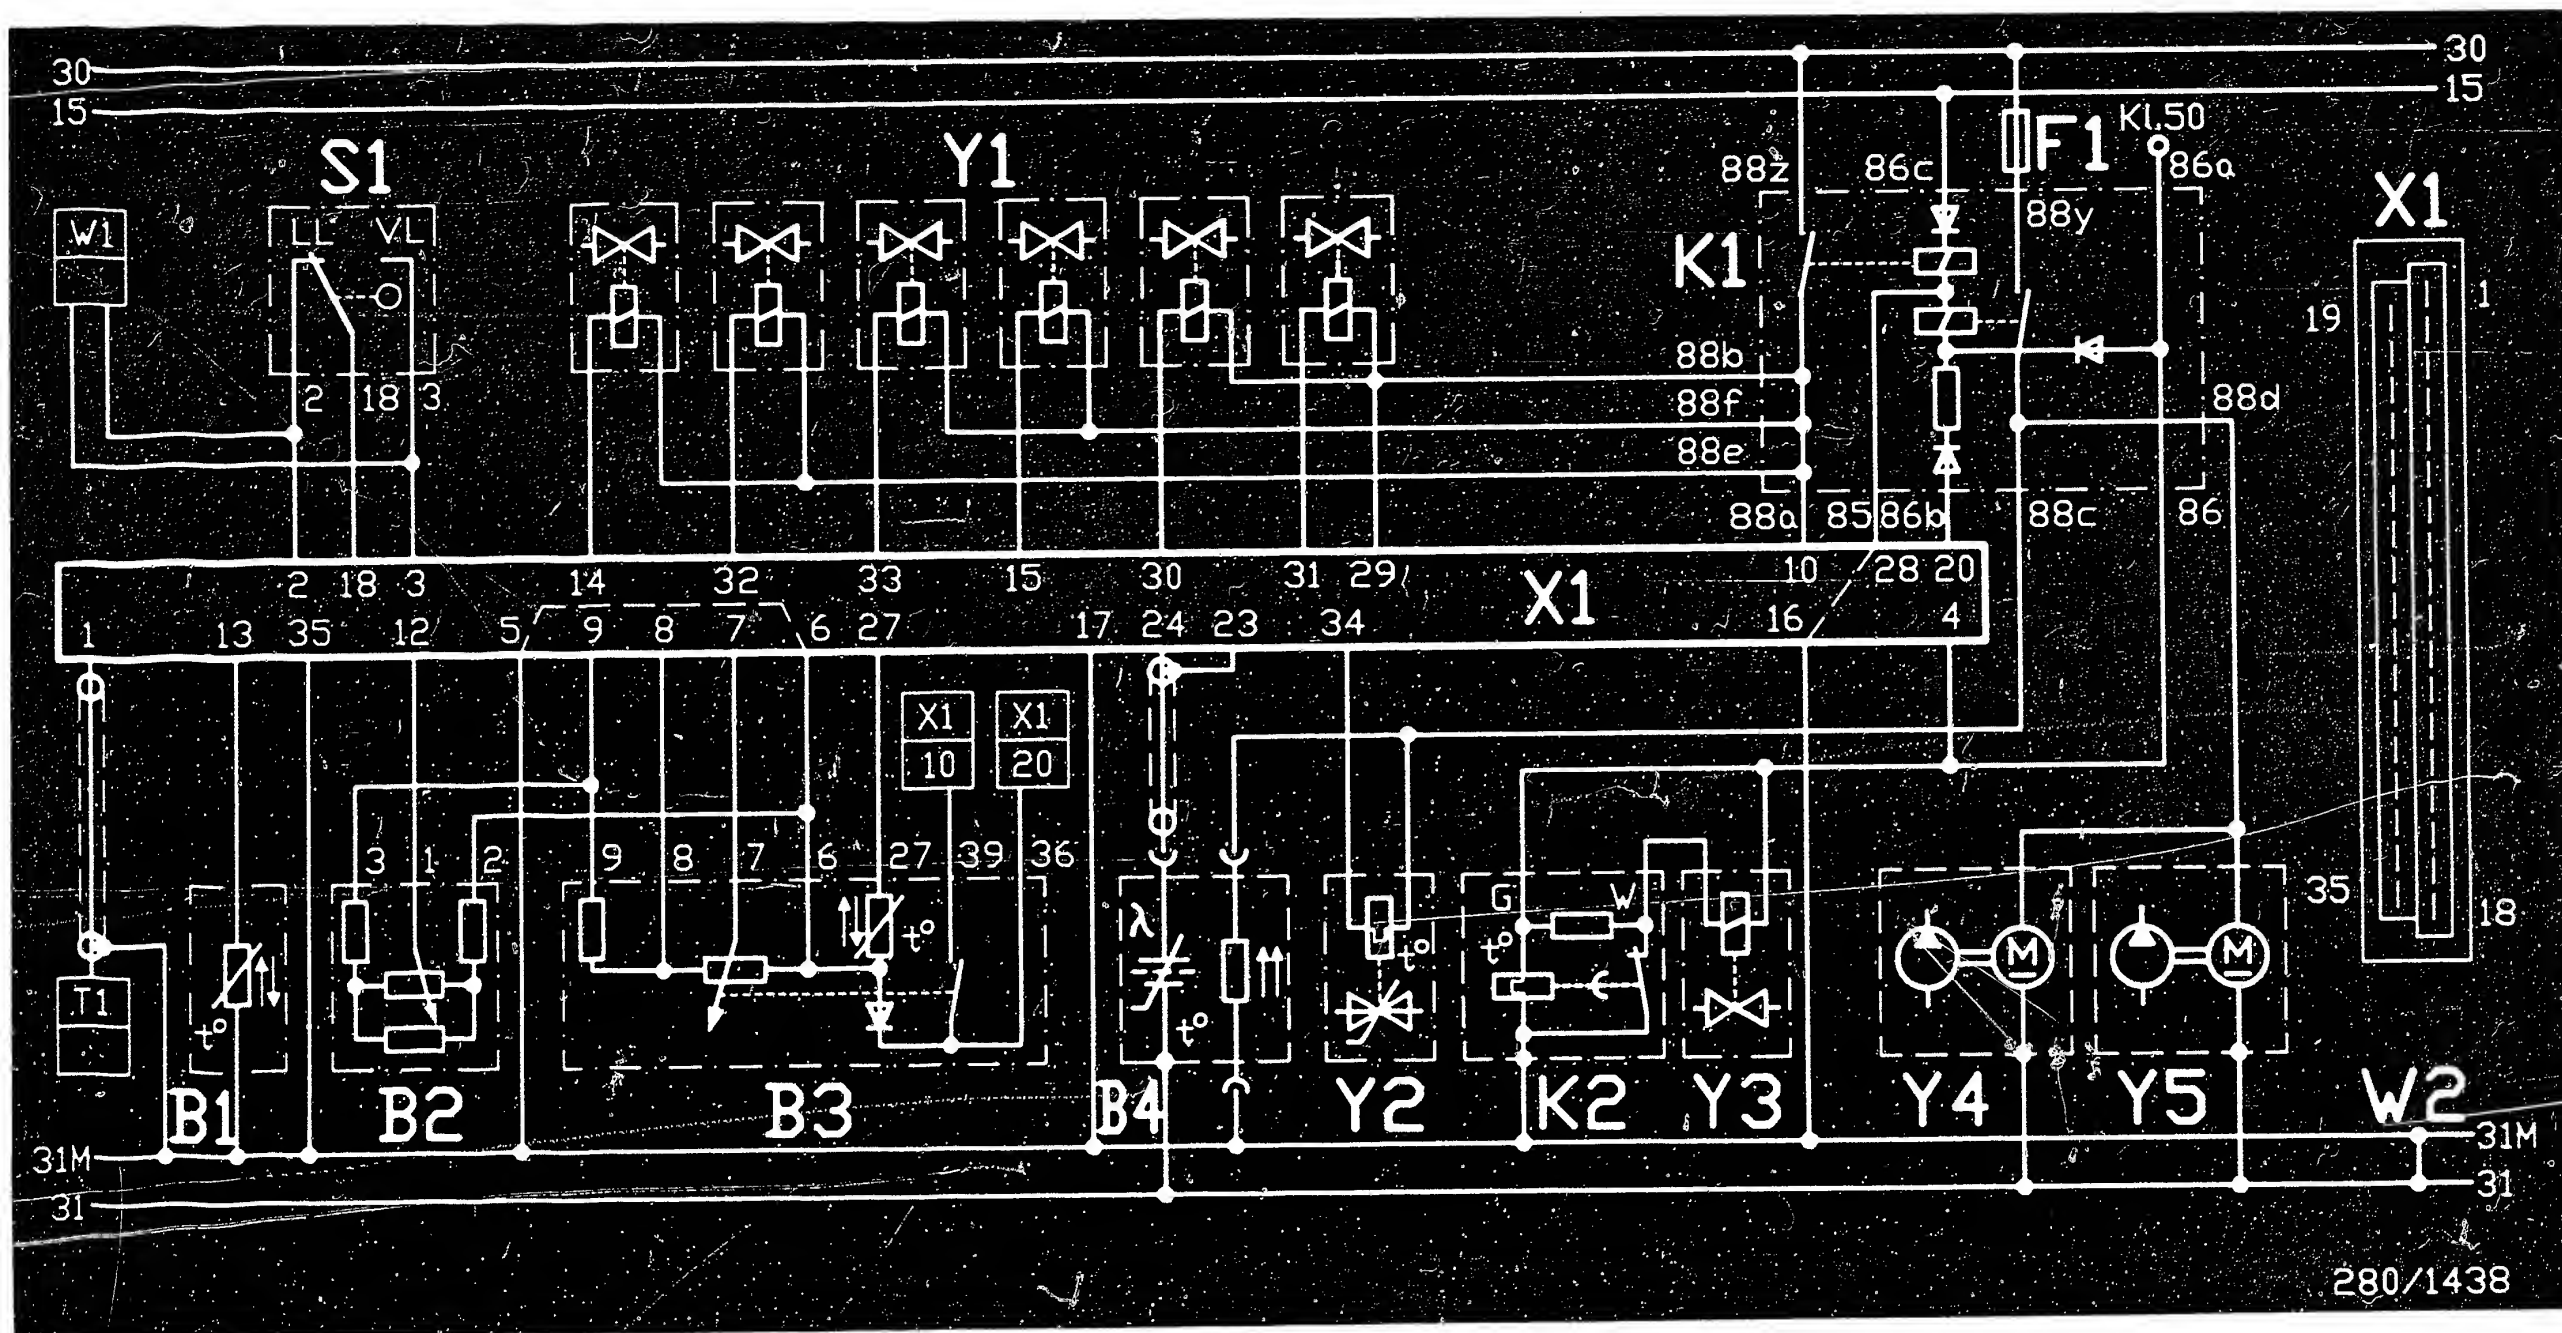 30 30
15 15
Kl.50
S1 Y1 F1
88z 86c 86a
X1
W1 LL VL 88y
K1
19 1
88b
2 18 3 88f 88d
88e
88a 85 86b 88c 86
2 18 3 14 32 33 15 30 31 29 X1 10 28 20
1 13 35 12 5 9 8 7 6 27 17 24 23 34 16 4
X1 X1
10 20
3 1 2 9 8 7 6 27 39 36
G W 35 18
λ
t° t° t°
M M
T1
t° t°
B1 B2 B3 B4 Y2 K2 Y3 Y4 Y5 W2
31M 31M
31 31
280/1438